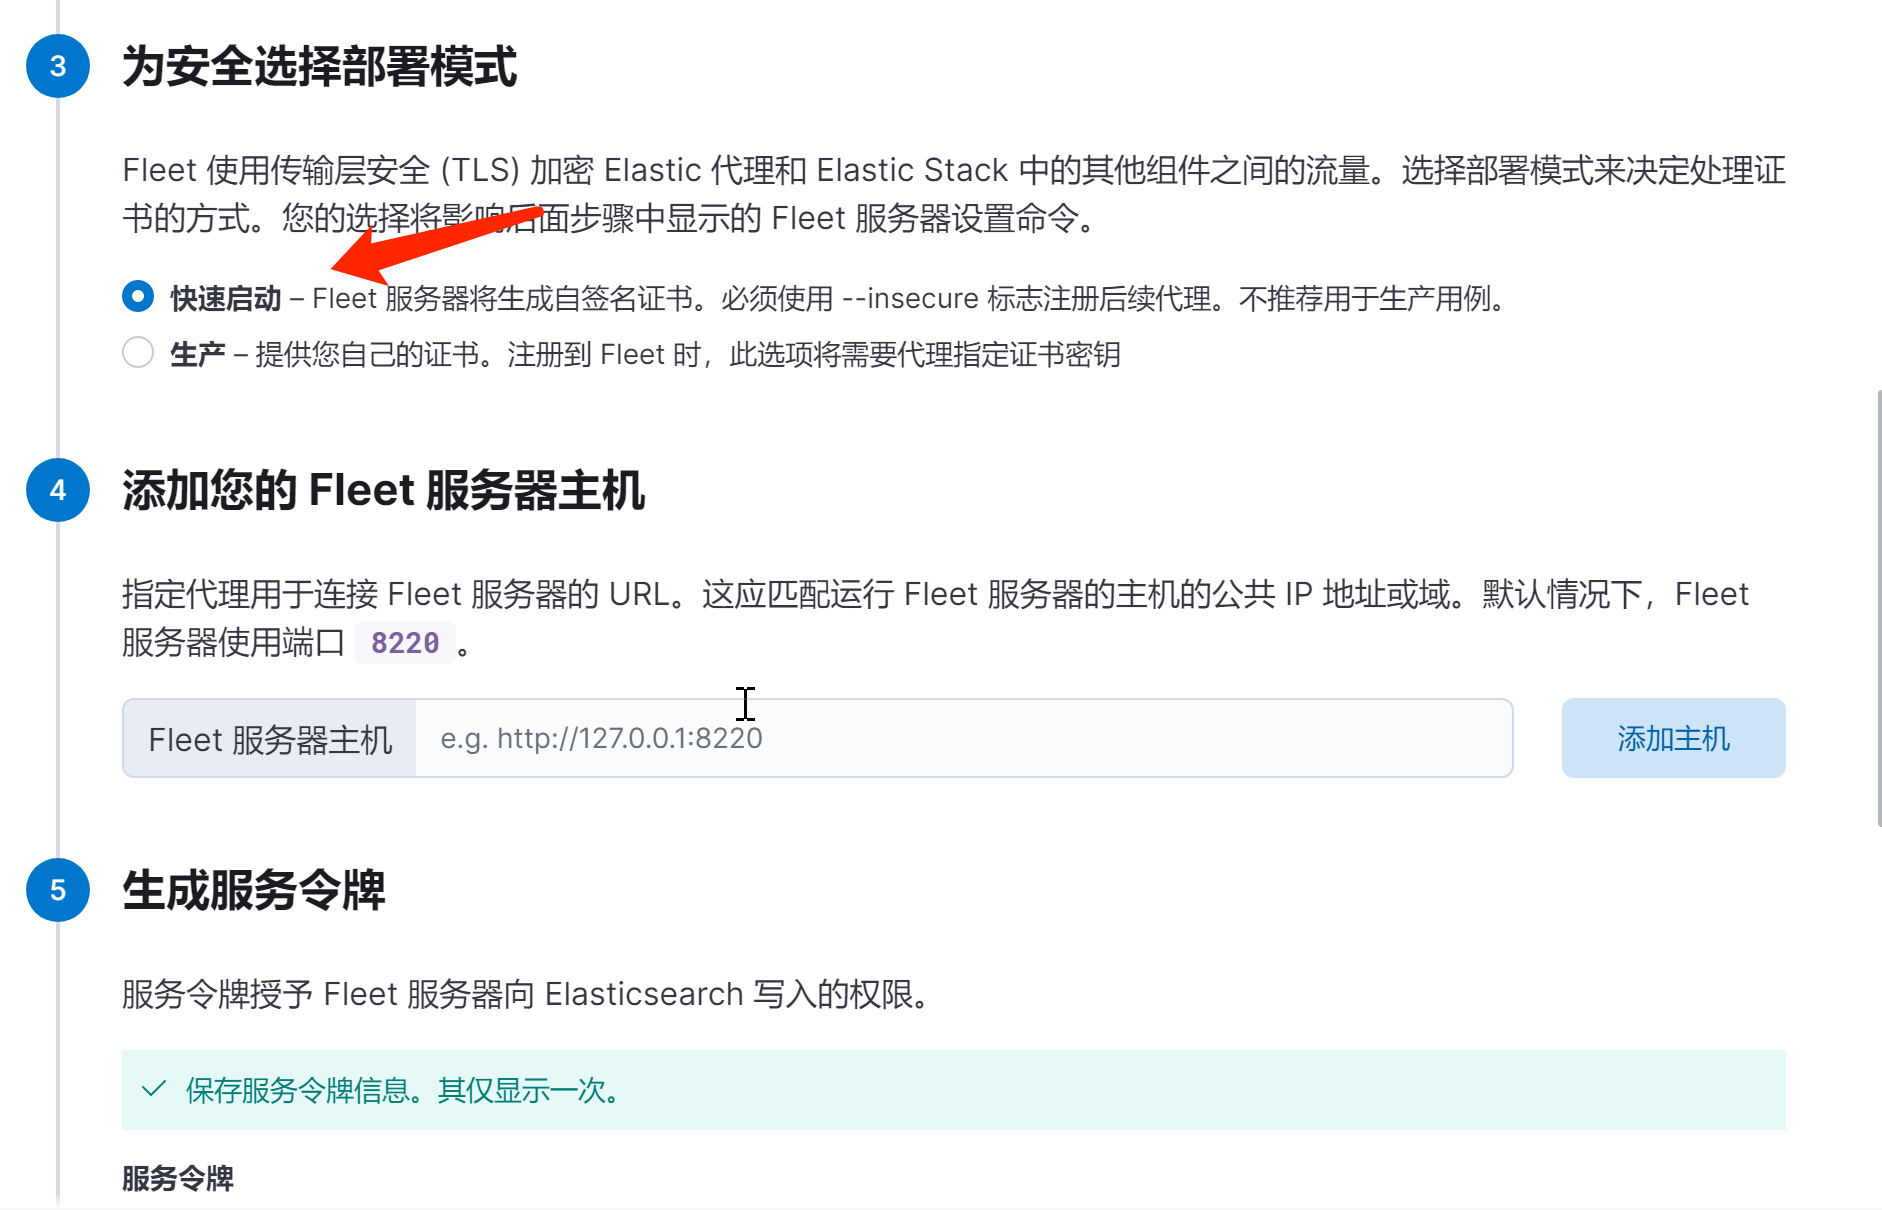 3
为安全选择部署模式
Fleet 使用传输层安全 (TLS) 加密 Elastic 代理和 Elastic Stack 中的其他组件之间的流量。选择部署模式来决定处理证
书的方式。您的选择将影响后面步骤中显示的 Fleet 服务器设置命令。
快速启动 – Fleet 服务器将生成自签名证书。必须使用 --insecure 标志注册后续代理。不推荐用于生产用例。
生产 – 提供您自己的证书。注册到 Fleet 时，此选项将需要代理指定证书密钥
4
添加您的 Fleet 服务器主机
指定代理用于连接 Fleet 服务器的 URL。这应匹配运行 Fleet 服务器的主机的公共 IP 地址或域。默认情况下，Fleet
服务器使用端口 8220 。
Fleet 服务器主机 e.g. http://127.0.0.1:8220 添加主机
5
生成服务令牌
服务令牌授予 Fleet 服务器向 Elasticsearch 写入的权限。
保存服务令牌信息。其仅显示一次。
服务令牌